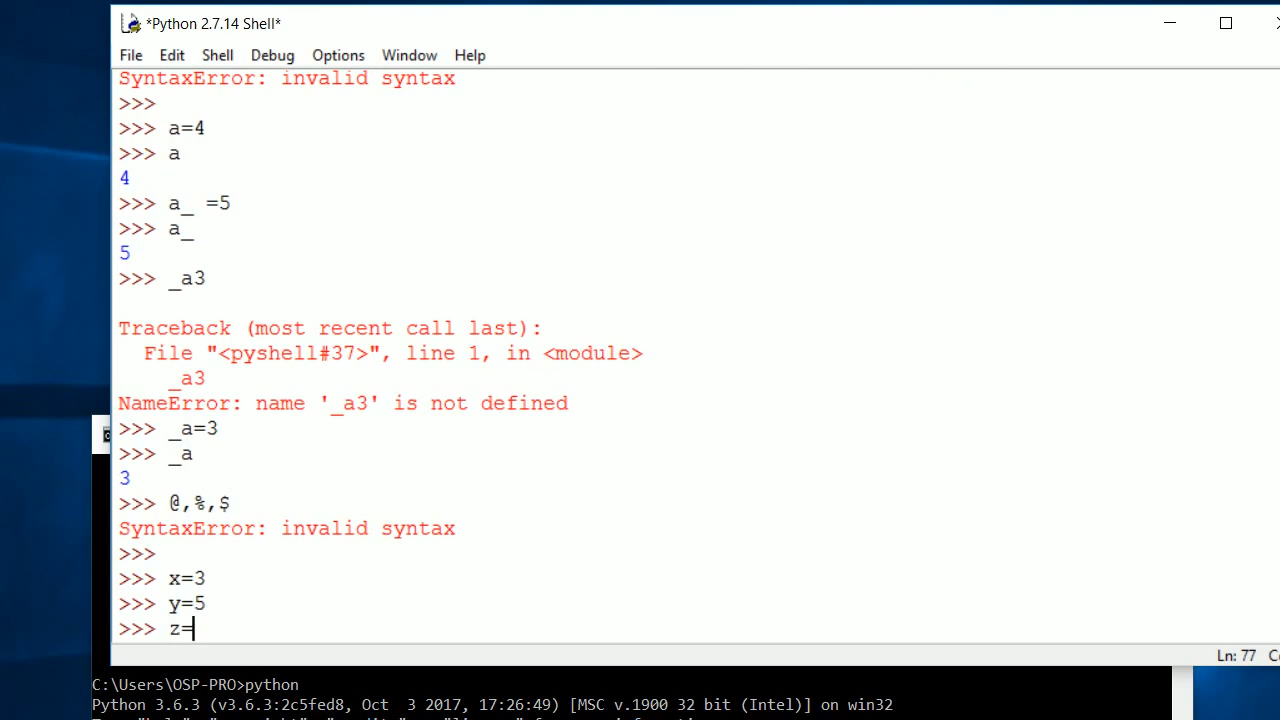 *Python 2.7.14 Shell*
File Edit Shell Debug Options Window Help
SyntaxError: invalid syntax
>>>
>>> a=4
>>> a
4
>>> a_ =5
>>> a_
5
>>> _a3
Traceback (most recent call last):
File "<pyshell#37>", line 1, in <module>
_a3
NameError: name '_a3' is not defined
>>> _a=3
>>> _a
3
>>> @,%,$
SyntaxError: invalid syntax
>>>
>>> x=3
>>> y=5
>>> z=
Ln: 77
C:\Users\OSP-PRO>python
Python 3.6.3 (v3.6.3:2c5fed8, Oct  3 2017, 17:26:49) [MSC v.1900 32 bit (Intel)] on win32